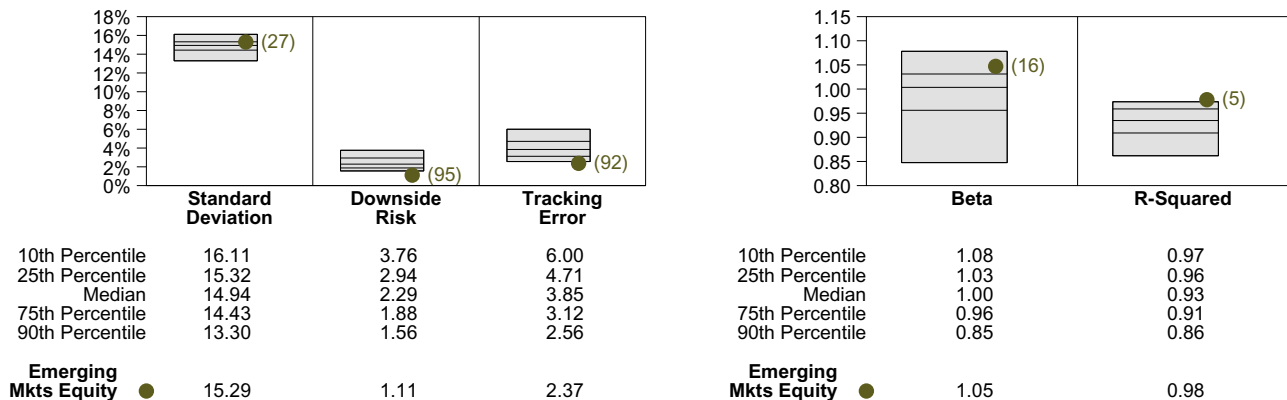 18%
16%
14%
12%
10%
8%
6%
4%
2%
0%
(27)
(95)
(92)
Standard Deviation
Downside Risk
Tracking Error
10th Percentile 16.11 3.76 6.00
25th Percentile 15.32 2.94 4.71
Median 14.94 2.29 3.85
75th Percentile 14.43 1.88 3.12
90th Percentile 13.30 1.56 2.56
Emerging
Mkts Equity 15.29 1.11 2.37
1.15
1.10
1.05
1.00
0.95
0.90
0.85
0.80
(16)
(5)
Beta R-Squared
10th Percentile 1.08 0.97
25th Percentile 1.03 0.96
Median 1.00 0.93
75th Percentile 0.96 0.91
90th Percentile 0.85 0.86
Emerging
Mkts Equity 1.05 0.98